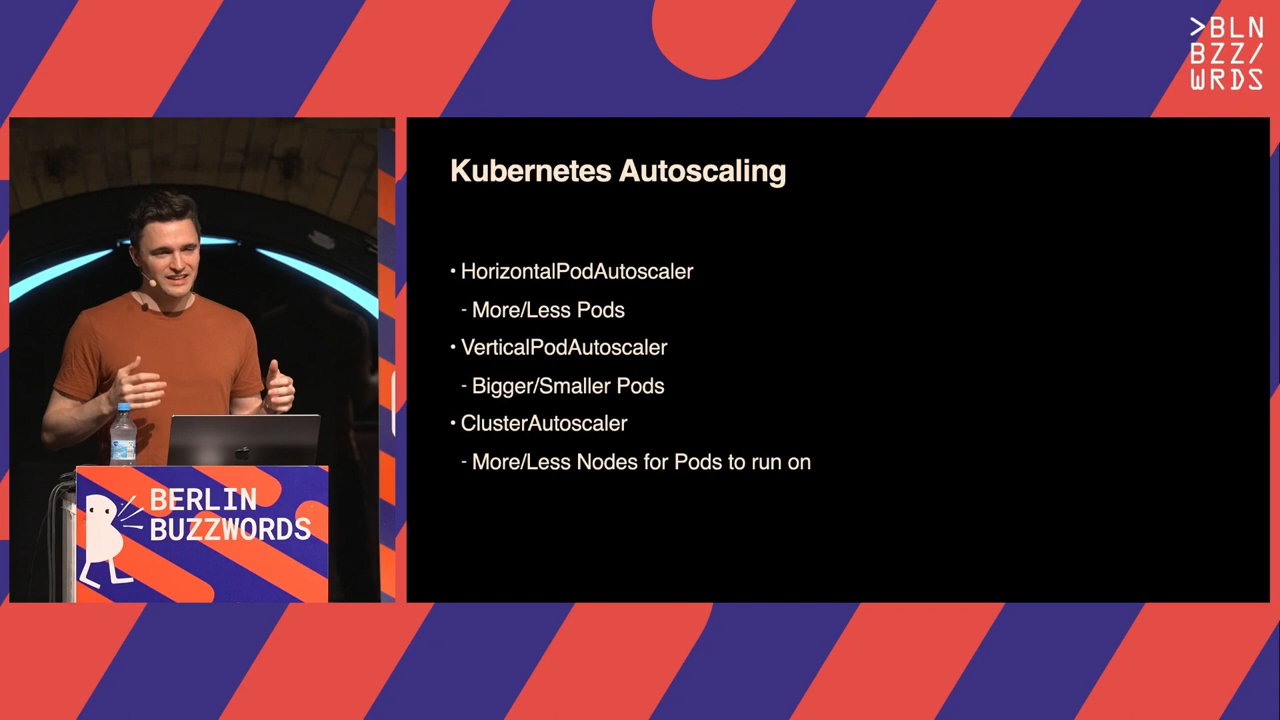 >BLN
BZZ/
WRDS
Kubernetes Autoscaling
• HorizontalPodAutoscaler
- More/Less Pods
• VerticalPodAutoscaler
- Bigger/Smaller Pods
• ClusterAutoscaler
- More/Less Nodes for Pods to run on
BERLIN
BUZZWORDS